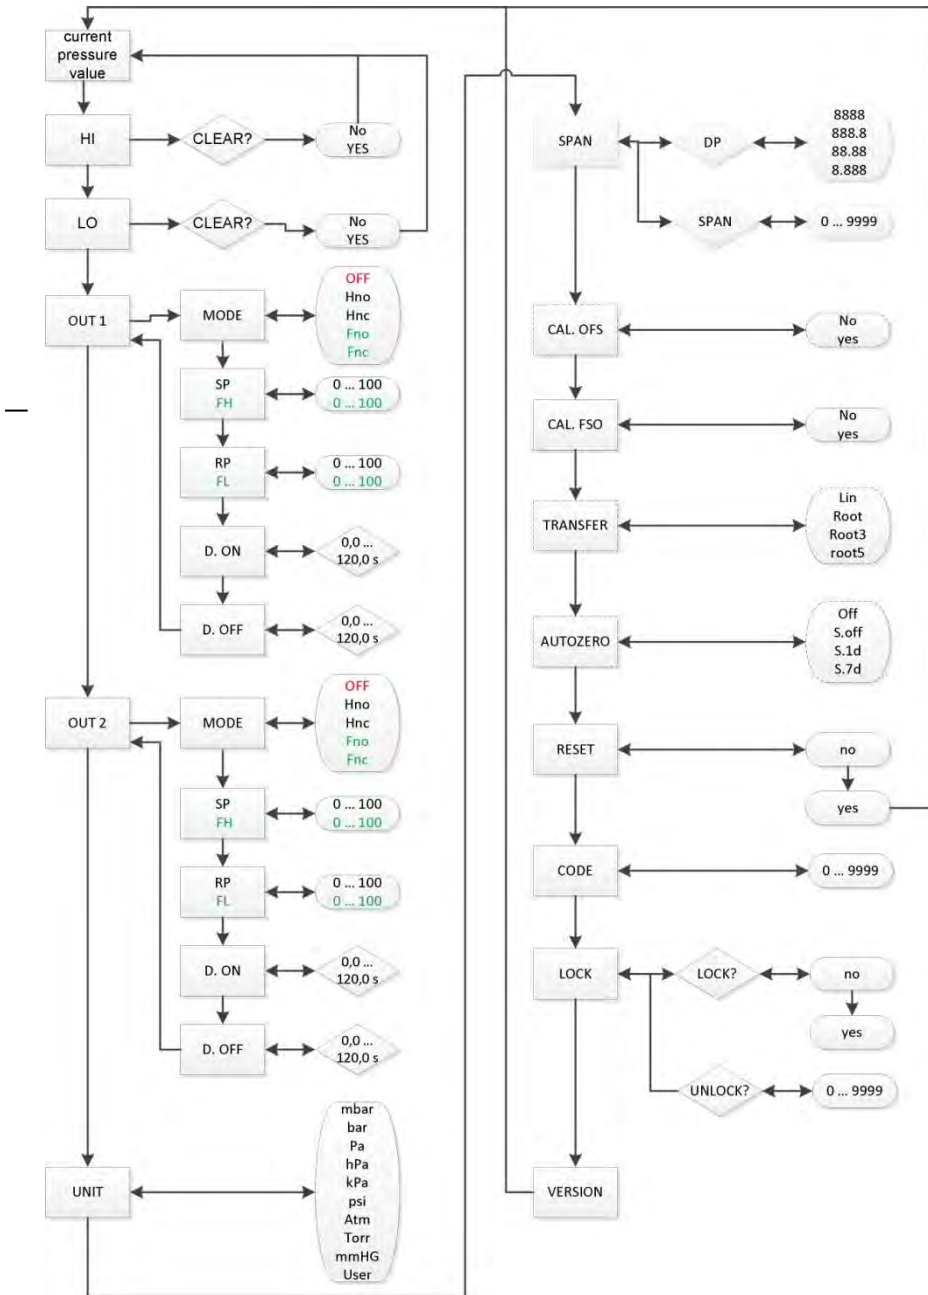 current
pressure
value
HI
CLEAR?
No
YES
LO
CLEAR?
No
YES
OUT 1
MODE
OFF
Hno
Hnc
Fno
Fnc
SP
FH
0 ... 100
0 ... 100
RP
FL
0 ... 100
0 ... 100
D. ON
0,0 ...
120,0 s
D. OFF
0,0 ...
120,0 s
OUT 2
MODE
OFF
Hno
Hnc
Fno
Fnc
SP
FH
0 ... 100
0 ... 100
RP
FL
0 ... 100
0 ... 100
D. ON
0,0 ...
120,0 s
D. OFF
0,0 ...
120,0 s
UNIT
mbar
bar
Pa
hPa
kPa
psi
Atm
Torr
mmHG
User
SPAN
DP
8888
888.8
88.88
8.888
SPAN
0 ... 9999
CAL. OFS
No
yes
CAL. FSO
No
yes
TRANSFER
Lin
Root
Root3
root5
AUTOZERO
Off
S.off
S.1d
S.7d
RESET
no
yes
CODE
0 ... 9999
LOCK
LOCK?
no
yes
UNLOCK?
0 ... 9999
VERSION